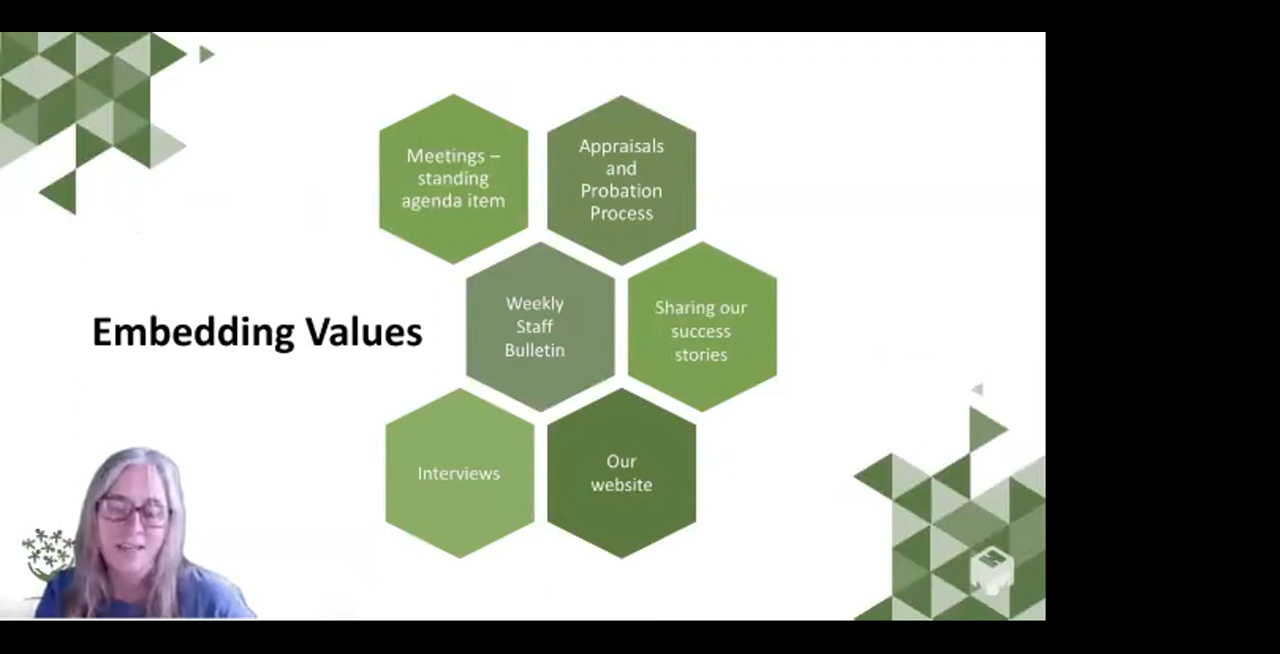 Meetings –
standing
agenda item
Appraisals
and
Probation
Process
Embedding Values
Weekly
Staff
Bulletin
Sharing our
success
stories
Interviews
Our
website